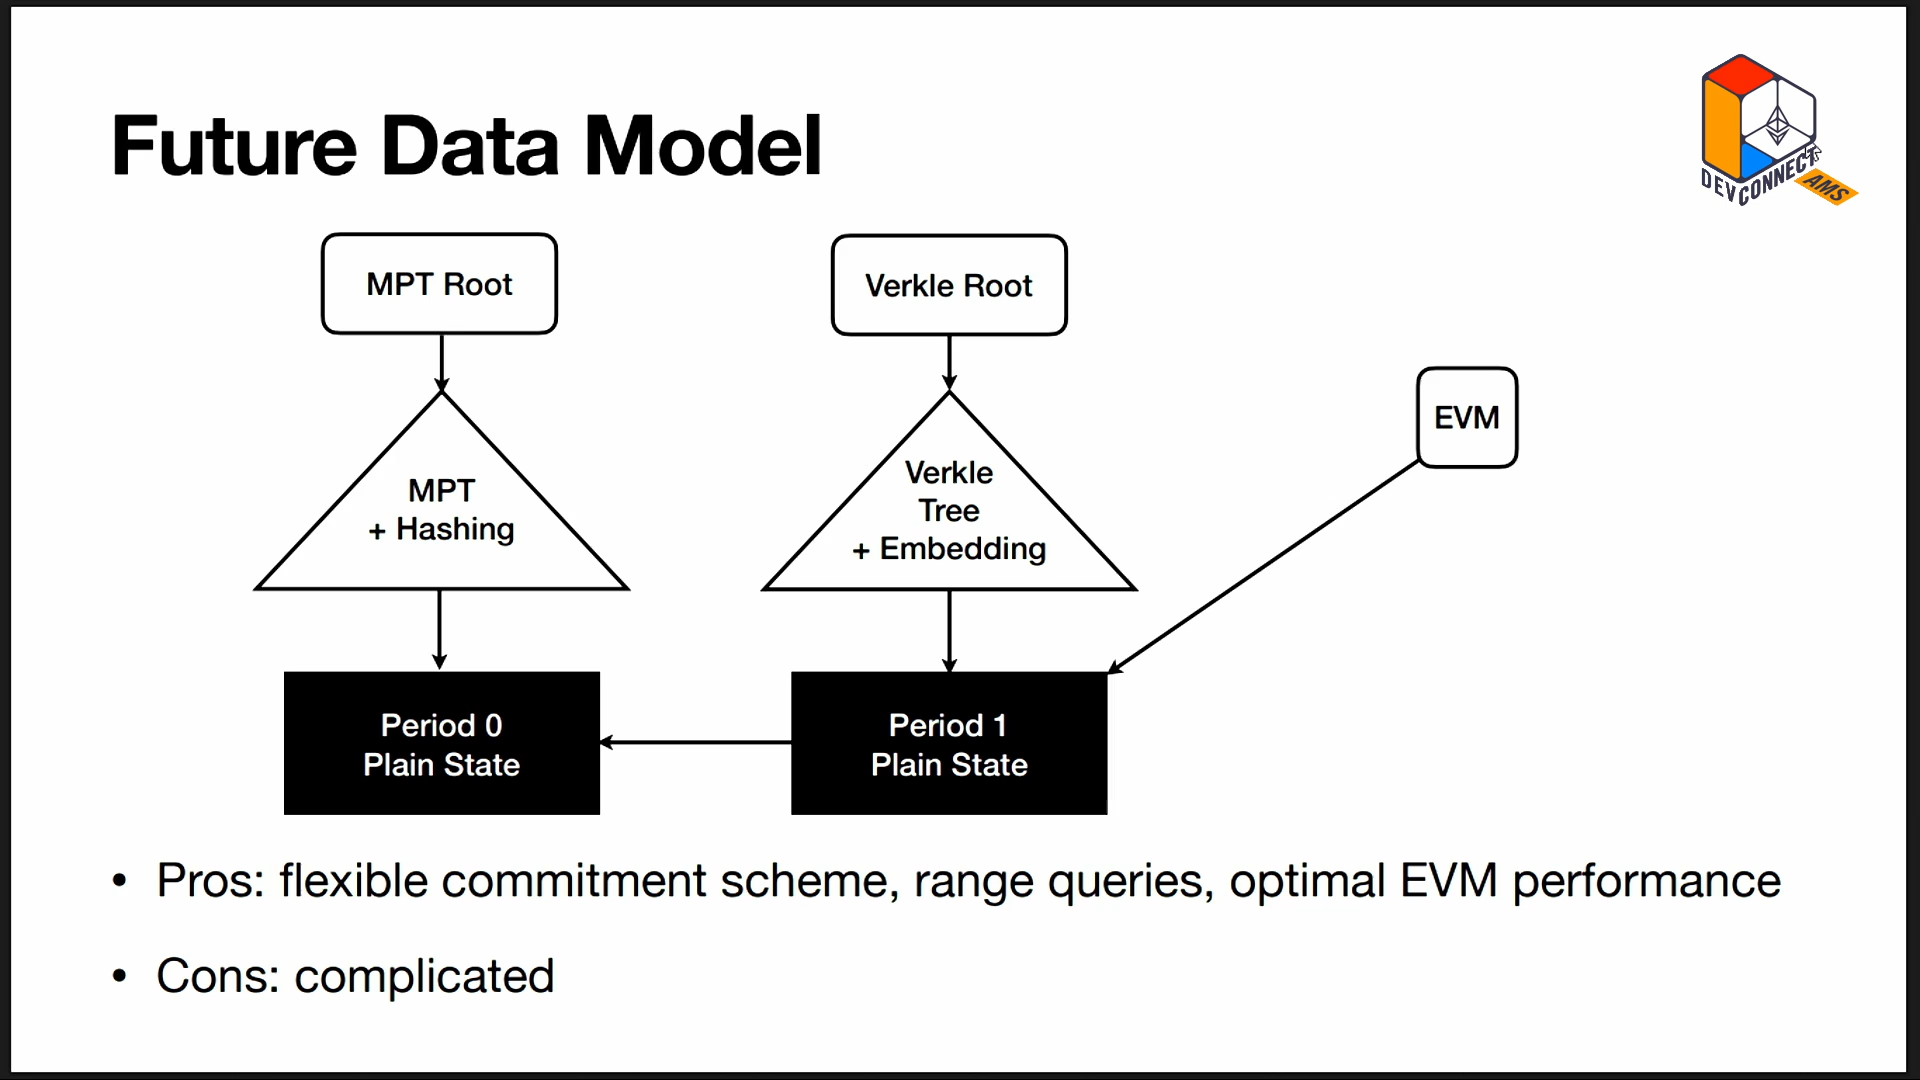 Future Data Model
DEVCONNECT
AMS
MPT Root
Verkle Root
EVM
MPT
+ Hashing
Verkle
Tree
+ Embedding
Period 0
Plain State
Period 1
Plain State
• Pros: flexible commitment scheme, range queries, optimal EVM performance
• Cons: complicated